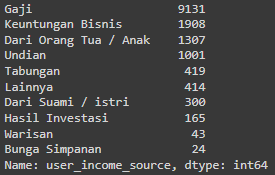 Gaji 9131
Keuntungan Bisnis 1908
Dari Orang Tua / Anak 1307
Undian 1001
Tabungan 419
Lainnya 414
Dari Suami / istri 300
Hasil Investasi 165
Warisan 43
Bunga Simpanan 24
Name: user_income_source, dtype: int64